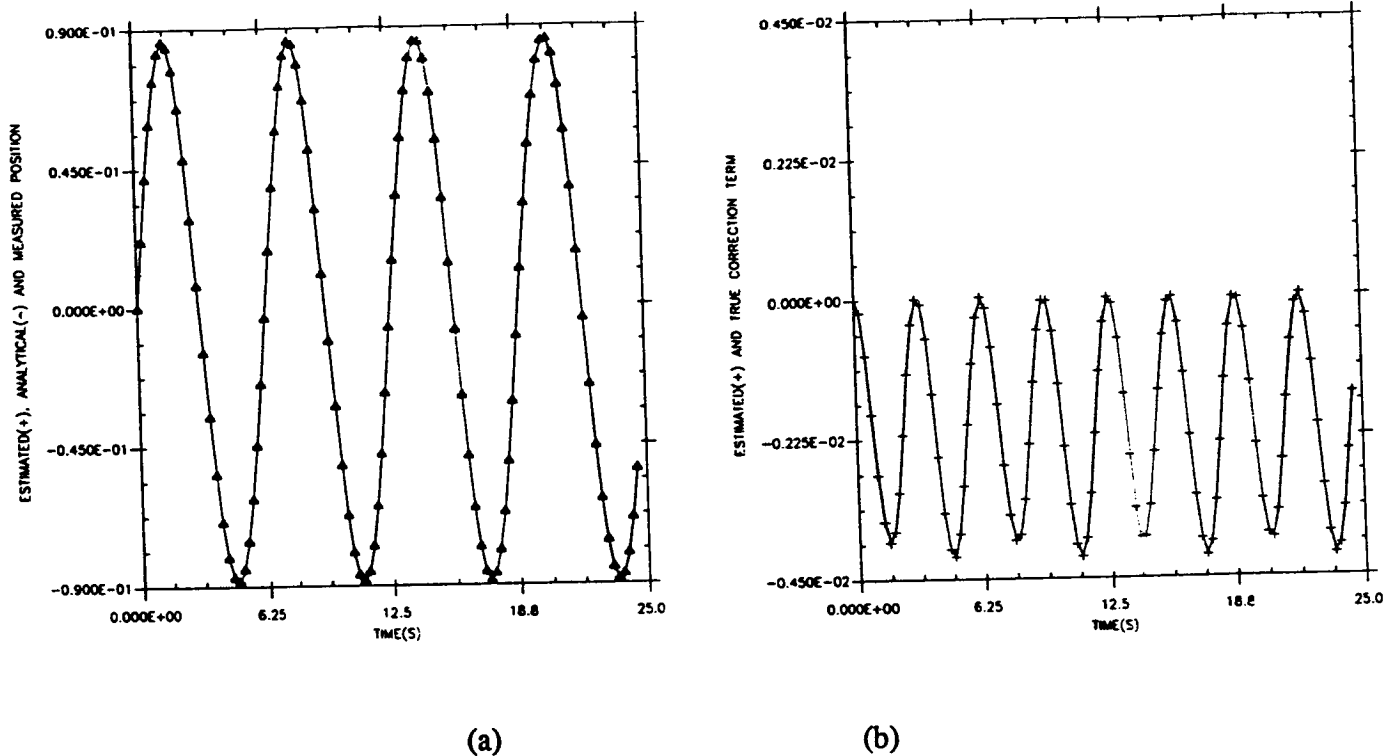 ESTIMATED(+), ANALYTICAL(-) AND MEASURED POSITION
0.900E-01
0.450E-01
0.000E+00
-0.450E-01
-0.900E-01
0.000E+00
6.25
12.5
18.8
25.0
TIME(S)
(a)
ESTIMATED(+) AND TRUE CORRECTION TERM
0.450E-02
0.225E-02
0.000E+00
-0.225E-02
-0.450E-02
0.000E+00
6.25
12.5
18.8
25.0
TIME(S)
(b)